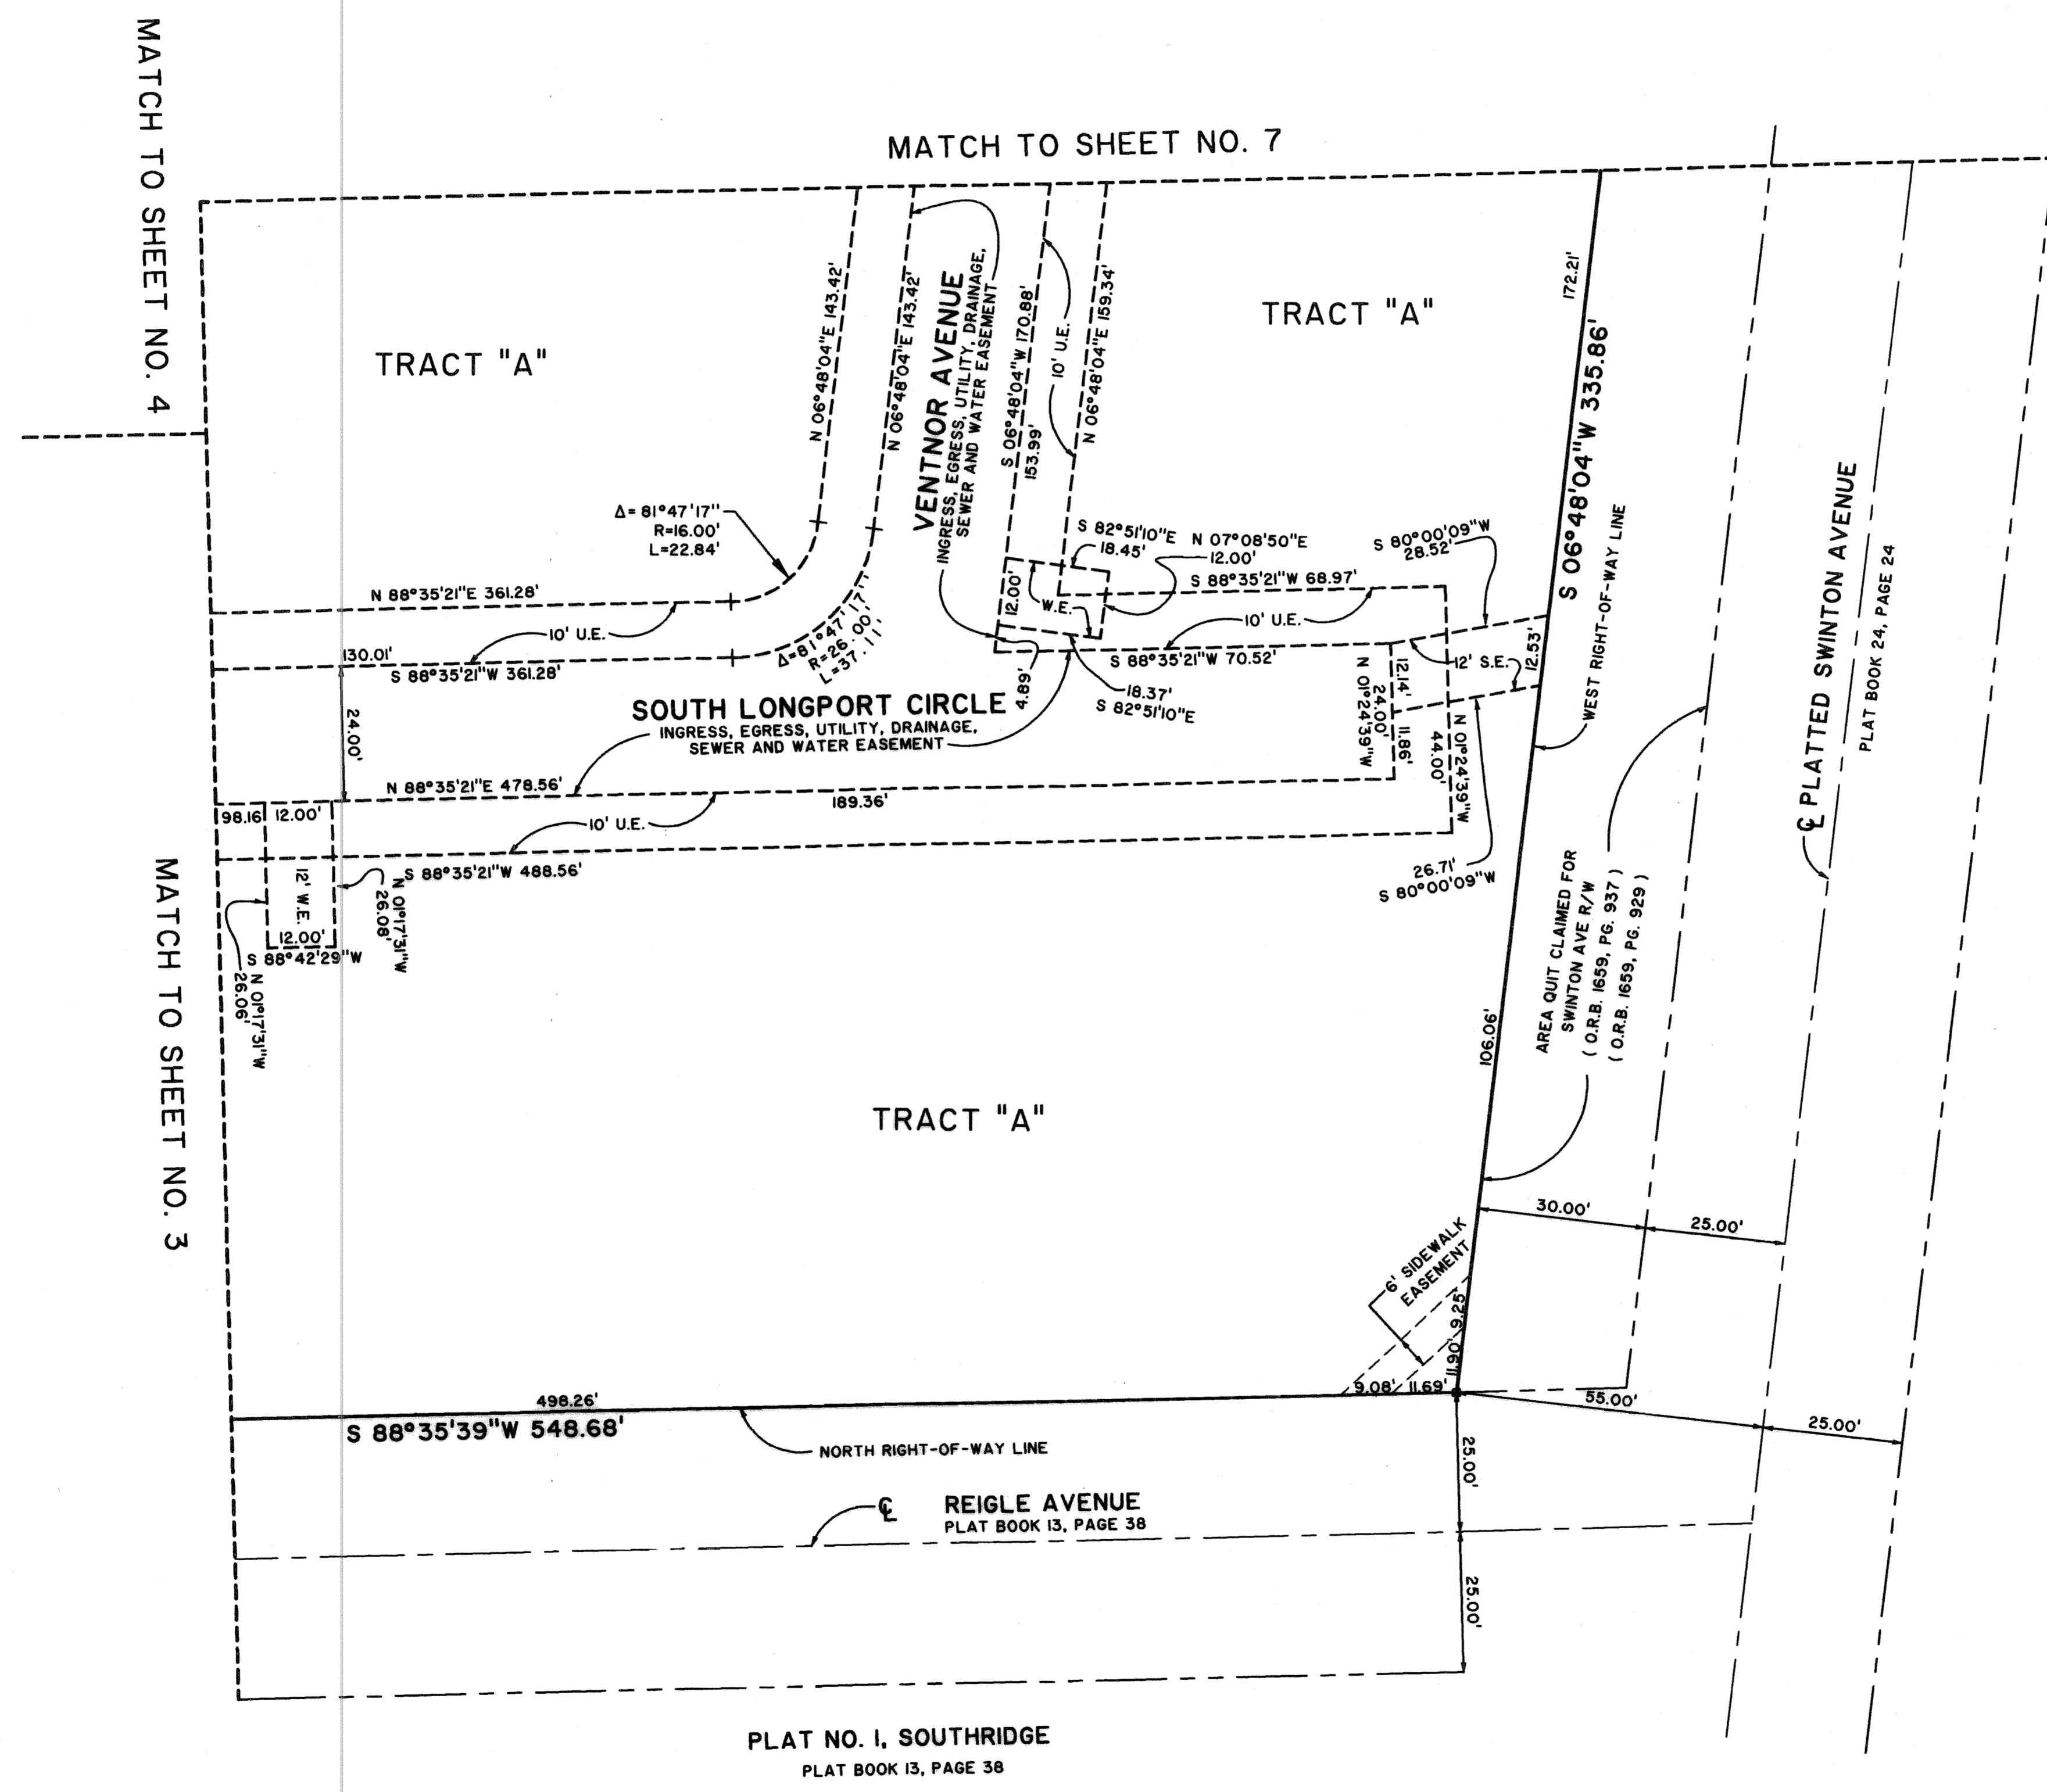 MATCH TO SHEET NO. 4
MATCH TO SHEET NO. 7
TRACT "A"
N 06°48'04"E 143.42'
N 06°48'04"E 143.42'
VENTNOR AVENUE
INGRESS, EGRESS, UTILITY, DRAINAGE,
SEWER AND WATER EASEMENT
S 06°48'04"W 170.88'
153.99'
10' U.E.
N 06°48'04"E 159.34'
TRACT "A"
172.21'
S 06°48'04"W 335.86'
WEST RIGHT-OF-WAY LINE
℄ PLATTED SWINTON AVENUE
PLAT BOOK 24, PAGE 24
Δ= 81°47'17"
R=16.00'
L=22.84'
N 88°35'21"E 361.28'
10' U.E.
130.01'
S 88°35'21"W 361.28'
Δ=81°47'17"
R=26.00'
L=37.11'
S 82°51'10"E
18.45'
N 07°08'50"E
12.00'
S 80°00'09"W
28.52'
S 88°35'21"W 68.97'
12.00'
W.E.
10' U.E.
S 88°35'21"W 70.52'
4.89'
18.37'
S 82°51'10"E
12' S.E.
12.53'
12.14'
24.00'
N 01°24'39"W
11.86'
N 01°24'39"W
44.00'
24.00'
SOUTH LONGPORT CIRCLE
INGRESS, EGRESS, UTILITY, DRAINAGE,
SEWER AND WATER EASEMENT
N 88°35'21"E 478.56'
189.36'
98.16
12.00'
10' U.E.
S 88°35'21"W 488.56'
26.71'
S 80°00'09"W
12' W.E.
12.00'
S 88°42'29"W
N 01°17'31"W
26.08'
N 01°17'31"W
26.06'
MATCH TO SHEET NO. 3
AREA QUIT CLAIMED FOR
SWINTON AVE R/W
( O.R.B. 1659, PG. 937 )
( O.R.B. 1659, PG. 929 )
106.90'
TRACT "A"
30.00'
25.00'
6' SIDEWALK
EASEMENT
9.25'
11.90'
9.08'
11.69'
55.00'
25.00'
498.26'
S 88°35'39"W 548.68'
NORTH RIGHT-OF-WAY LINE
25.00'
℄ REIGLE AVENUE
PLAT BOOK 13, PAGE 38
25.00'
PLAT NO. 1, SOUTHRIDGE
PLAT BOOK 13, PAGE 38